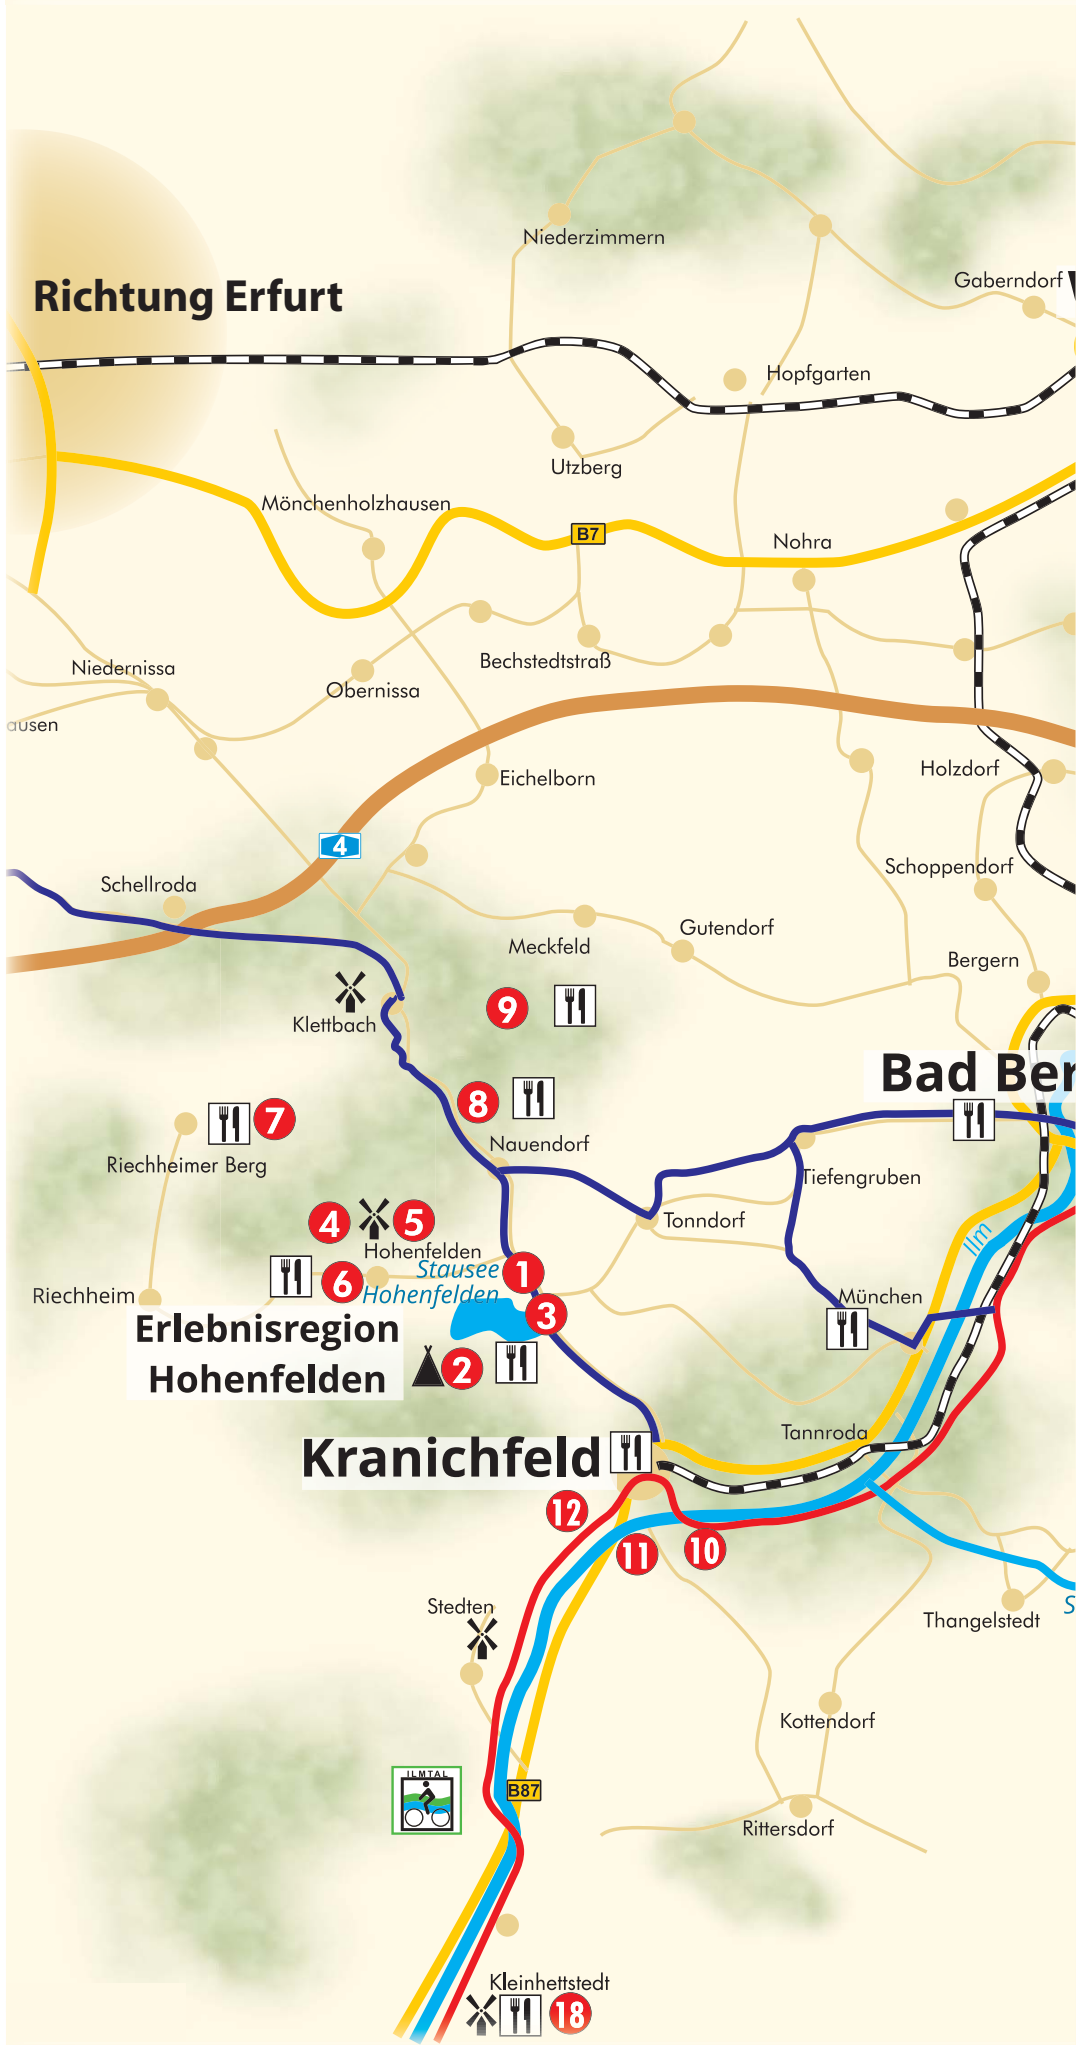 Niederzimmern
Gaberndorf
Richtung Erfurt
Hopfgarten
Utzberg
Mönchenholzhausen
B7
Nohra
Bechstedtstraß
Niedernissa
Obernissa
ausen
Eichelborn
Holzdorf
4
Schoppendorf
Schellroda
Gutendorf
Meckfeld
Bergern
9
Klettbach
Bad Ber
8
7
Nauendorf
Riechheimer Berg
Tiefengruben
4
5
Tonndorf
Ilm
Hohenfelden
Stausee
Hohenfelden
1
6
Riechheim
München
3
Erlebnisregion
Hohenfelden
2
Tannroda
Kranichfeld
12
11
10
Stedten
Thangelstedt
S
Kottendorf
ILMTAL
B87
Rittersdorf
Kleinhettstedt
18